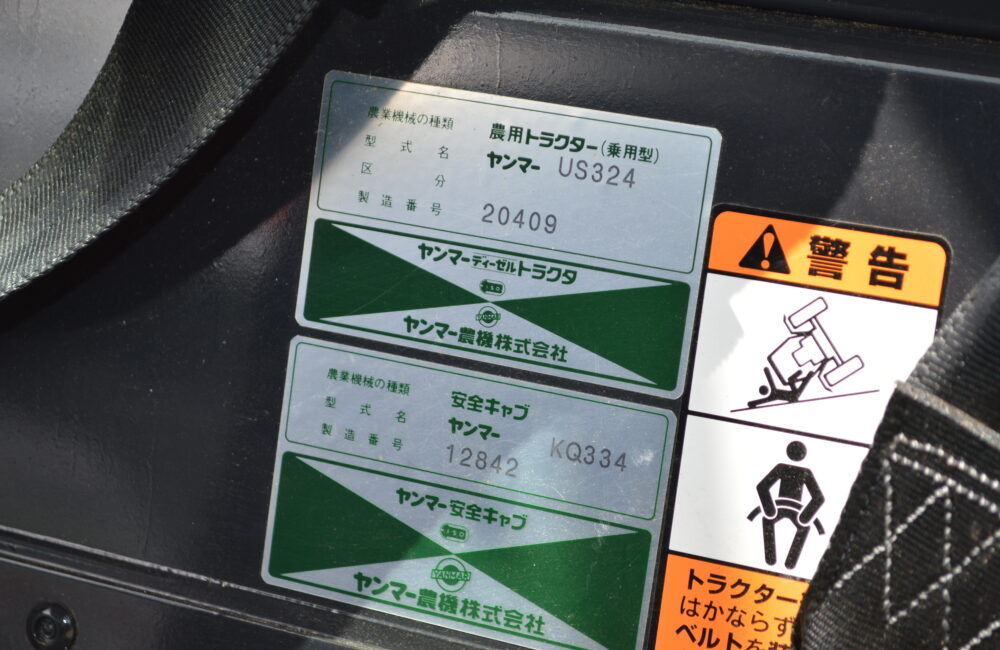 農業機械の種類 農用トラクター(乗用型)
型式名 ヤンマー US324
区分
製造番号 20409
ヤンマーディーゼルトラクタ
ヤンマー農機株式会社
農業機械の種類 安全キャブ
型式名 ヤンマー KQ334
製造番号 12842
ヤンマー安全キャブ
YANMAR
ヤンマー農機株式会社
警告
トラクター
はかならず
ベルトを